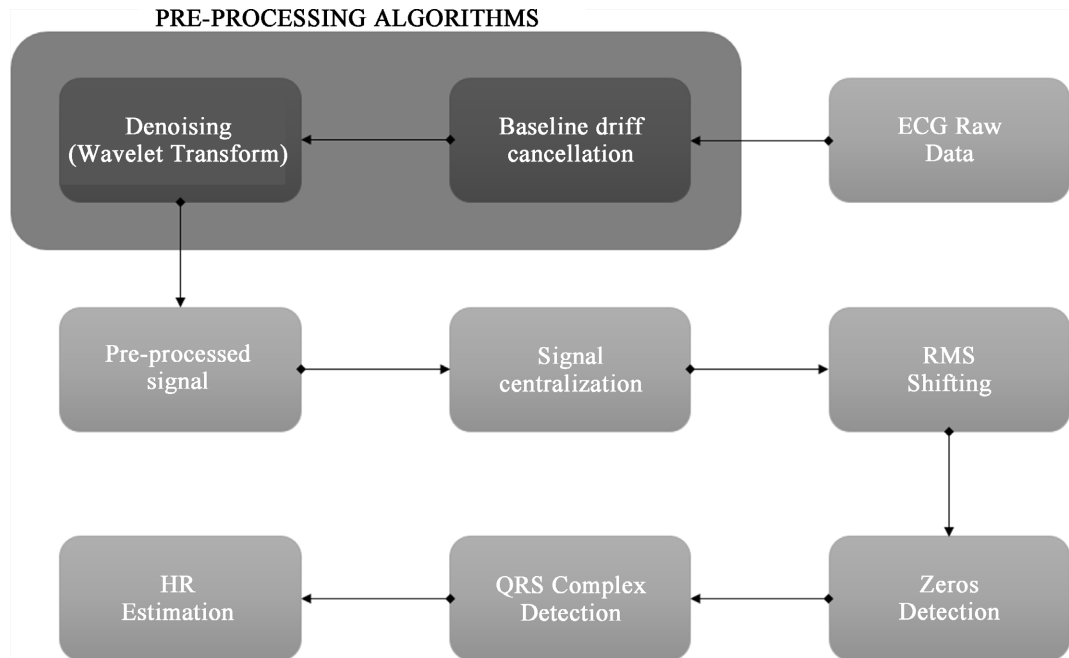 PRE-PROCESSING ALGORITHMS
Denoising
(Wavelet Transform)
Baseline driff
cancellation
ECG Raw
Data
Pre-processed
signal
Signal
centralization
RMS
Shifting
HR
Estimation
QRS Complex
Detection
Zeros
Detection